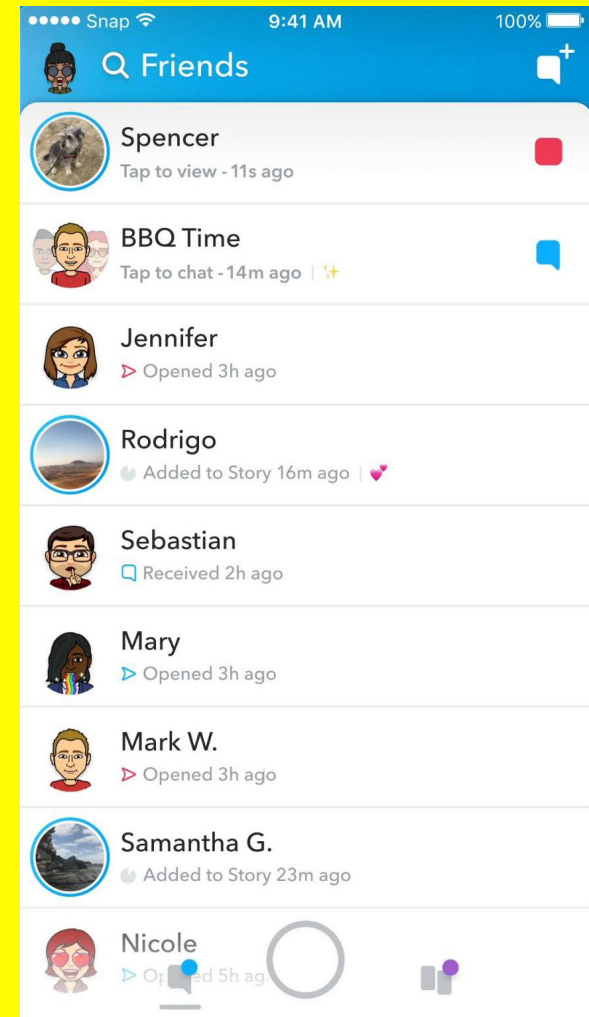 Snap
9:41 AM
100%
Friends
Spencer
Tap to view - 11s ago
BBQ Time
Tap to chat - 14m ago
Jennifer
Opened 3h ago
Rodrigo
Added to Story 16m ago
Sebastian
Received 2h ago
Mary
Opened 3h ago
Mark W.
Opened 3h ago
Samantha G.
Added to Story 23m ago
Nicole
5h